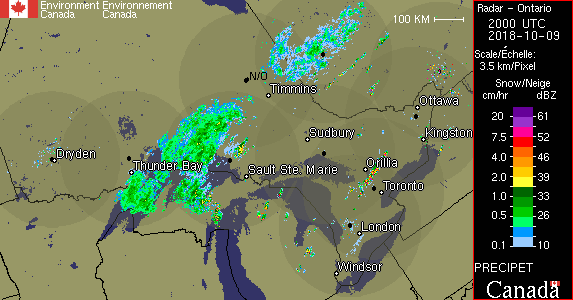 Environment Environnement
Canada Canada
100 KM
N/O
Timmins
Ottawa
Sudbury
Kingston
Dryden
Thunder Bay
Sault Ste. Marie
Orillia
Toronto
London
Windsor
Radar - Ontario
2000 UTC
2018-10-09
Scale/Échelle:
3.5 km/Pixel
Snow/Neige
cm/hr dBZ
20 61
7.5 52
4.0 46
2.0 39
1.0 33
0.5 26
0.1 10
PRECIPET
Canada